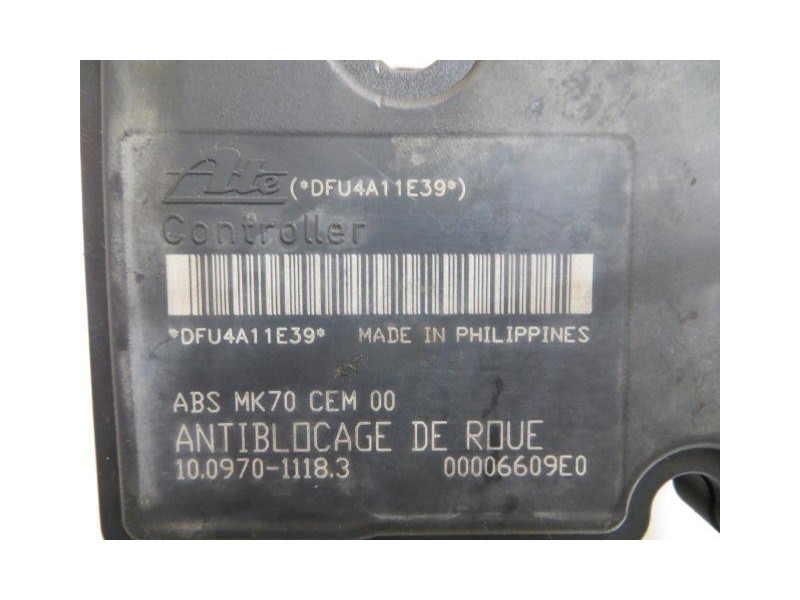 Ate (*DFU4A11E39*)
Controller
*DFU4A11E39* MADE IN PHILIPPINES
ABS MK70 CEM 00
ANTIBLOCAGE DE ROUE
10.0970-1118.3 00006609E0